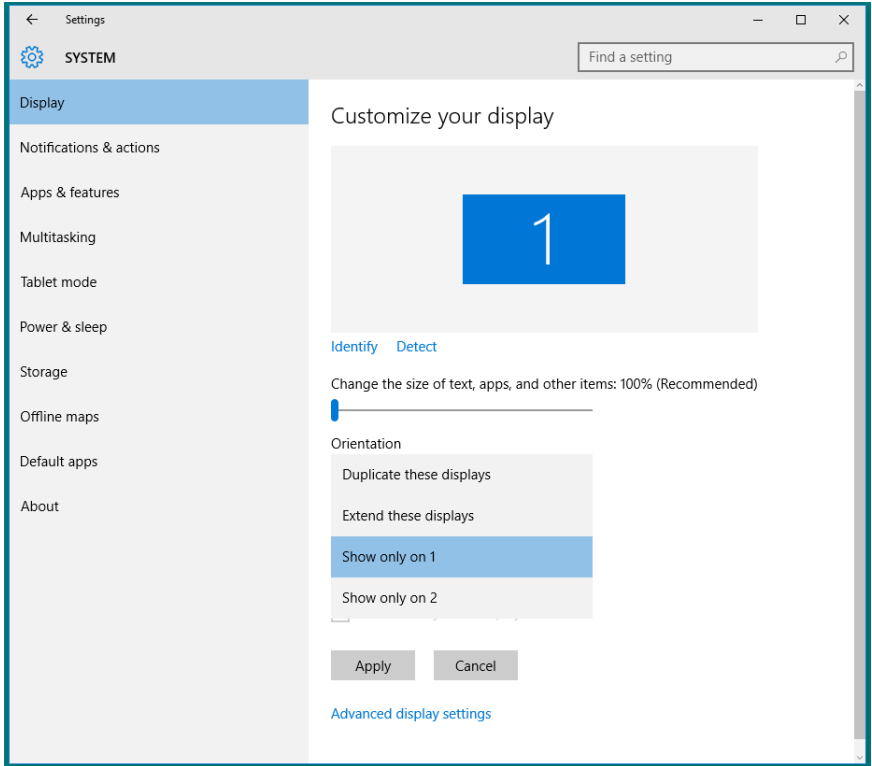 Settings
SYSTEM
Find a setting
Display
Notifications & actions
Apps & features
Multitasking
Tablet mode
Power & sleep
Storage
Offline maps
Default apps
About
Customize your display
1
Identify Detect
Change the size of text, apps, and other items: 100% (Recommended)
Orientation
Duplicate these displays
Extend these displays
Show only on 1
Show only on 2
Apply Cancel
Advanced display settings